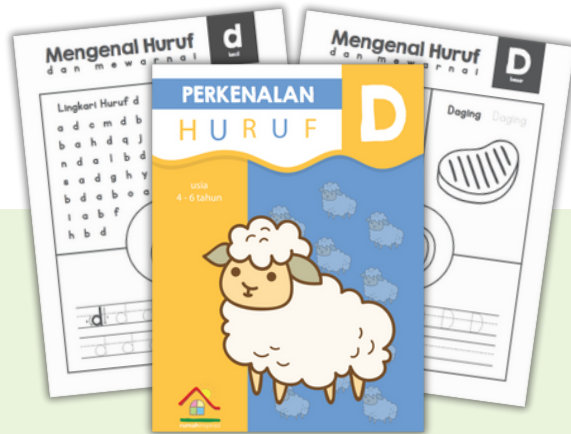 Mengenal Huruf
dan mewarnai
d
kecil
Lingkari Huruf d
a d c m d b
b a h d q j
n d a l b d
s a d g h y
b d a b o a
l a b f
h b d
d d d
d d d
PERKENALAN
HURUF
D
usia
4 - 6 tahun
Mengenal Huruf
dan mewarnai
D
besar
Daging Daging
D D